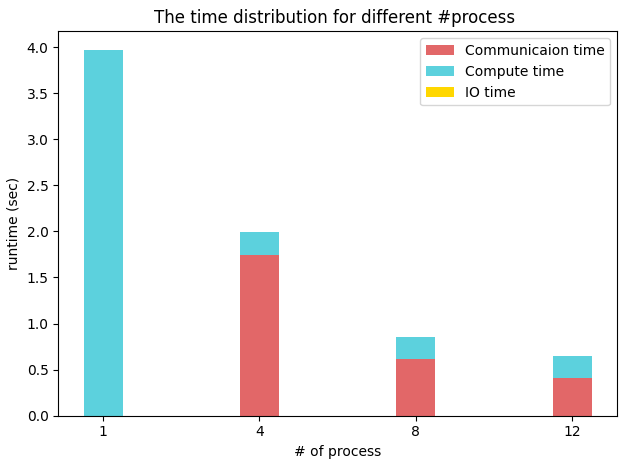 The time distribution for different #process
Communicaion time
Compute time
IO time
4.0
3.5
3.0
2.5
2.0
1.5
1.0
0.5
0.0
runtime (sec)
1 4 8 12
# of process